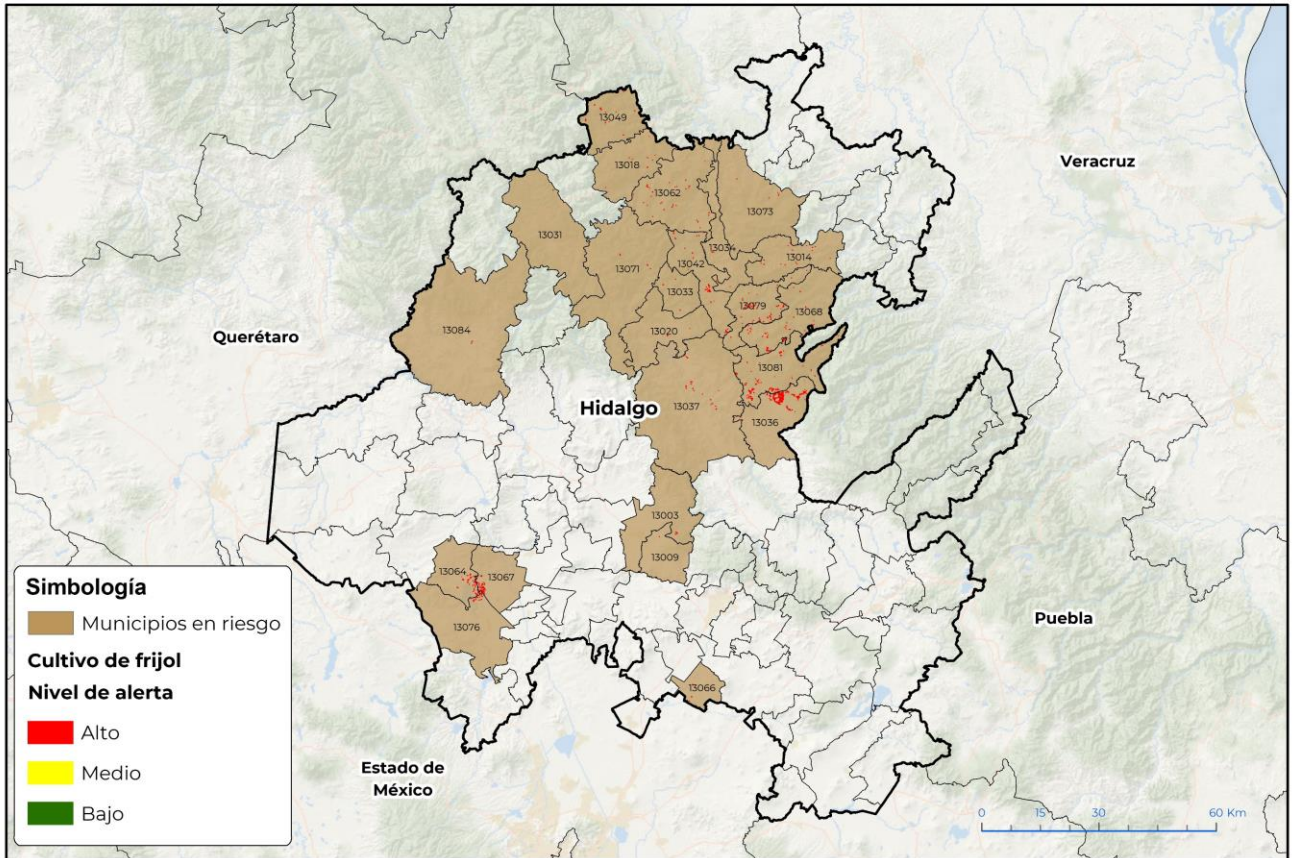 13049
Veracruz
13018
13062
13073
13031
13034
13042
13014
13071
13033
13079
13068
13084
13020
Querétaro
13081
Hidalgo
13037
13036
13003
13009
13064
13067
13076
13066
Puebla
Estado de
México
Simbología
Municipios en riesgo
Cultivo de frijol
Nivel de alerta
Alto
Medio
Bajo
0 15 30 60 Km